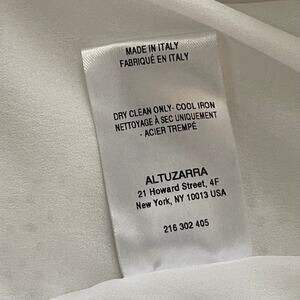 MADE IN ITALY
FABRIQUÉ EN ITALY
DRY CLEAN ONLY- COOL IRON
NETTOYAGE À SEC UNIQUEMENT
- ACIER TREMPÉ
ALTUZARRA
21 Howard Street, 4F
New York, NY 10013 USA
216 302 405